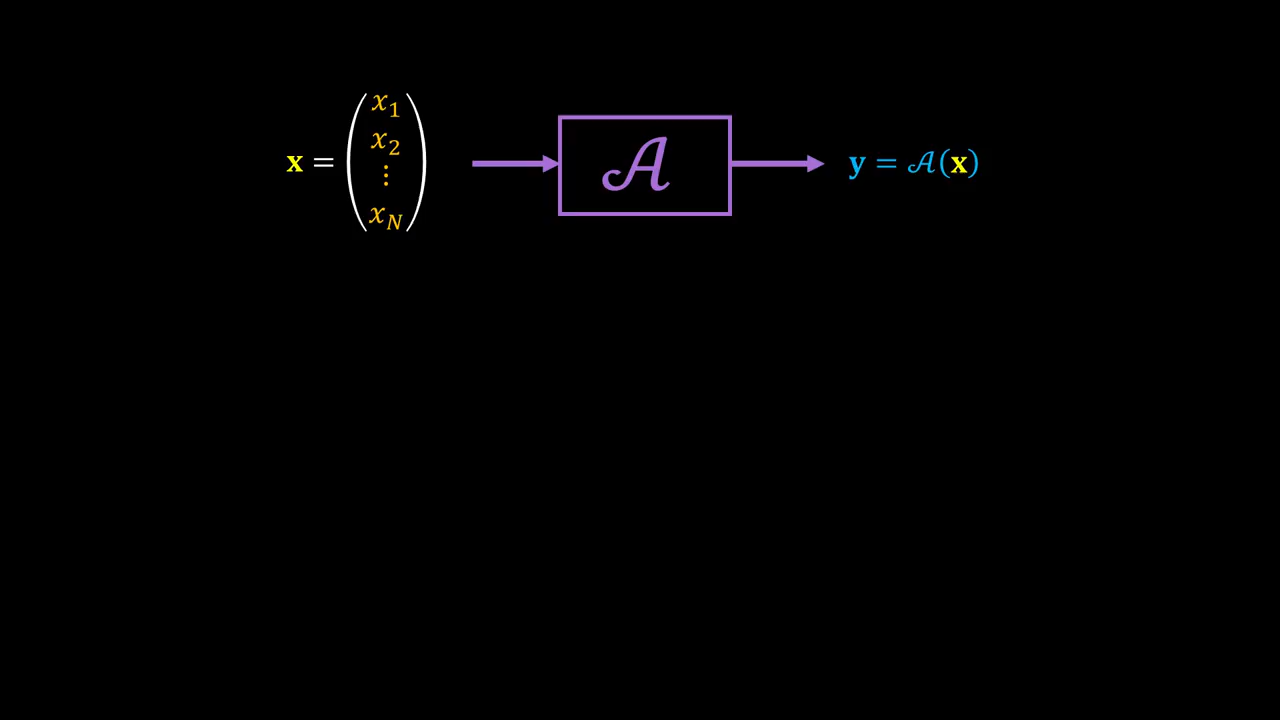 x = (x₁ x₂ ⋮ x_N)
𝒜
y = 𝒜(x)